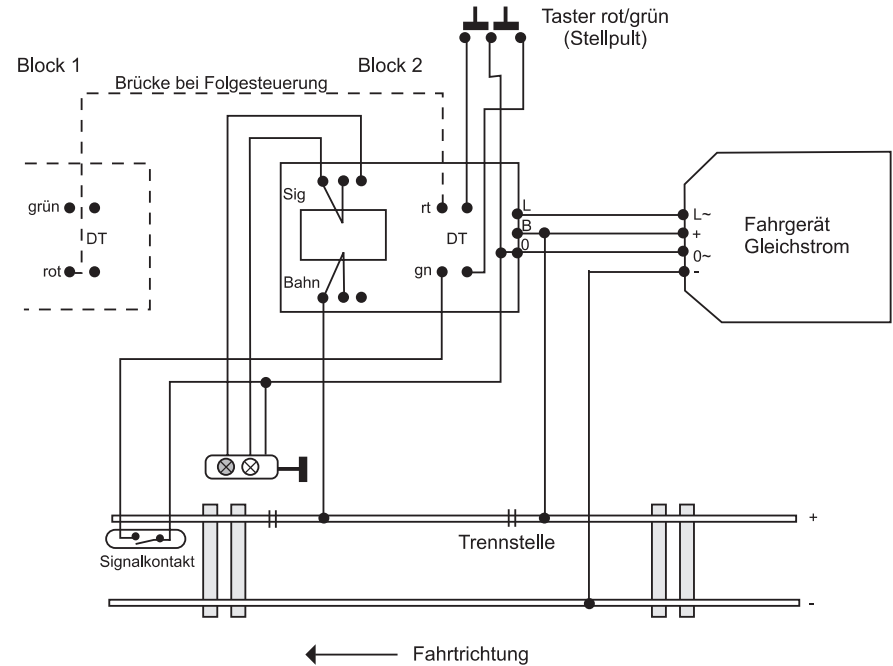 Taster rot/grün
(Stellpult)
Block 1
Block 2
Brücke bei Folgesteuerung
Sig
grün
DT
rot
rt
DT
gn
Bahn
L
B
0
L~
+
0~
-
Fahrgerät
Gleichstrom
+
Trennstelle
Signalkontakt
-
Fahrtrichtung